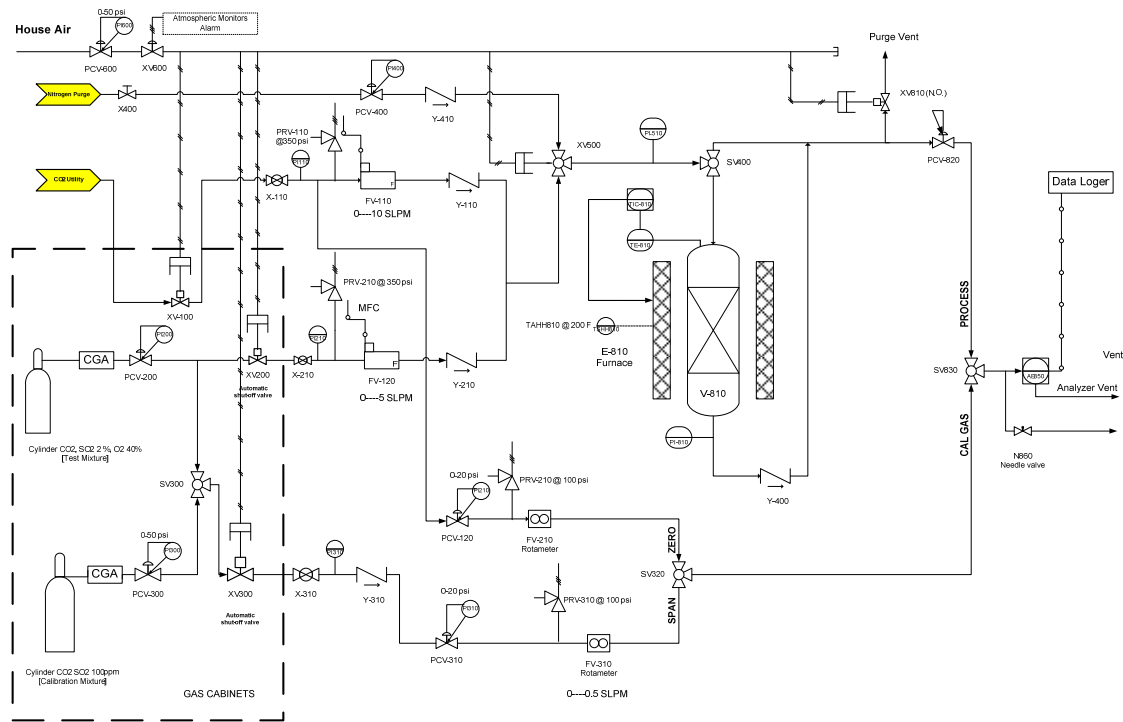 House Air
0-50 psi
PI600
Atmospheric Monitors
Alarm
PCV-600
XV600
Purge Vent
Nitrogen Purge
X400
PI400
PCV-400
Y-410
XV810 (N.O.)
PCV-820
PRV-110
@350 psi
PI110
XV500
PL510
SV400
CO2 Utility
X-110
FV-110
F
0----10 SLPM
Y-110
TIC-810
TE-810
Data Loger
XV-100
PRV-210 @ 350 psi
MFC
PI200
PI210
CGA
PCV-200
XV200
X-210
FV-120
F
0----5 SLPM
Y-210
Automatic
shut-off valve
TAHH810 @ 200 F
TAHH810
E-810
Furnace
V-810
PROCESS
SV830
AE850
Vent
Analyzer Vent
CAL GAS
N860
Needle valve
Cylinder CO2, SO2 2 %, O2 40%
[Test Mixture]
PI-810
Y-400
SV300
0-20 psi
PI210
PRV-210 @ 100 psi
PCV-120
FV-210
Rotameter
ZERO
0-50 psi
PI300
CGA
PCV-300
XV300
X-310
PI310
Y-310
SV320
SPAN
Automatic
shut-off valve
0-20 psi
PI310
PRV-310 @ 100 psi
PCV-310
FV-310
Rotameter
Cylinder CO2 SO2 100ppm
[Calibration Mixture]
GAS CABINETS
0----0.5 SLPM